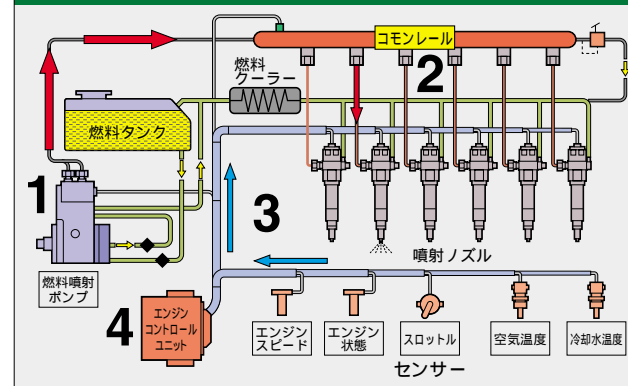 コモンレール
燃料
クーラー
2
燃料タンク
1
3
噴射ノズル
燃料噴射
ポンプ
4
エンジン
コントロール
ユニット
エンジン
スピード
エンジン
状態
スロットル
空気温度
冷却水温度
センサー